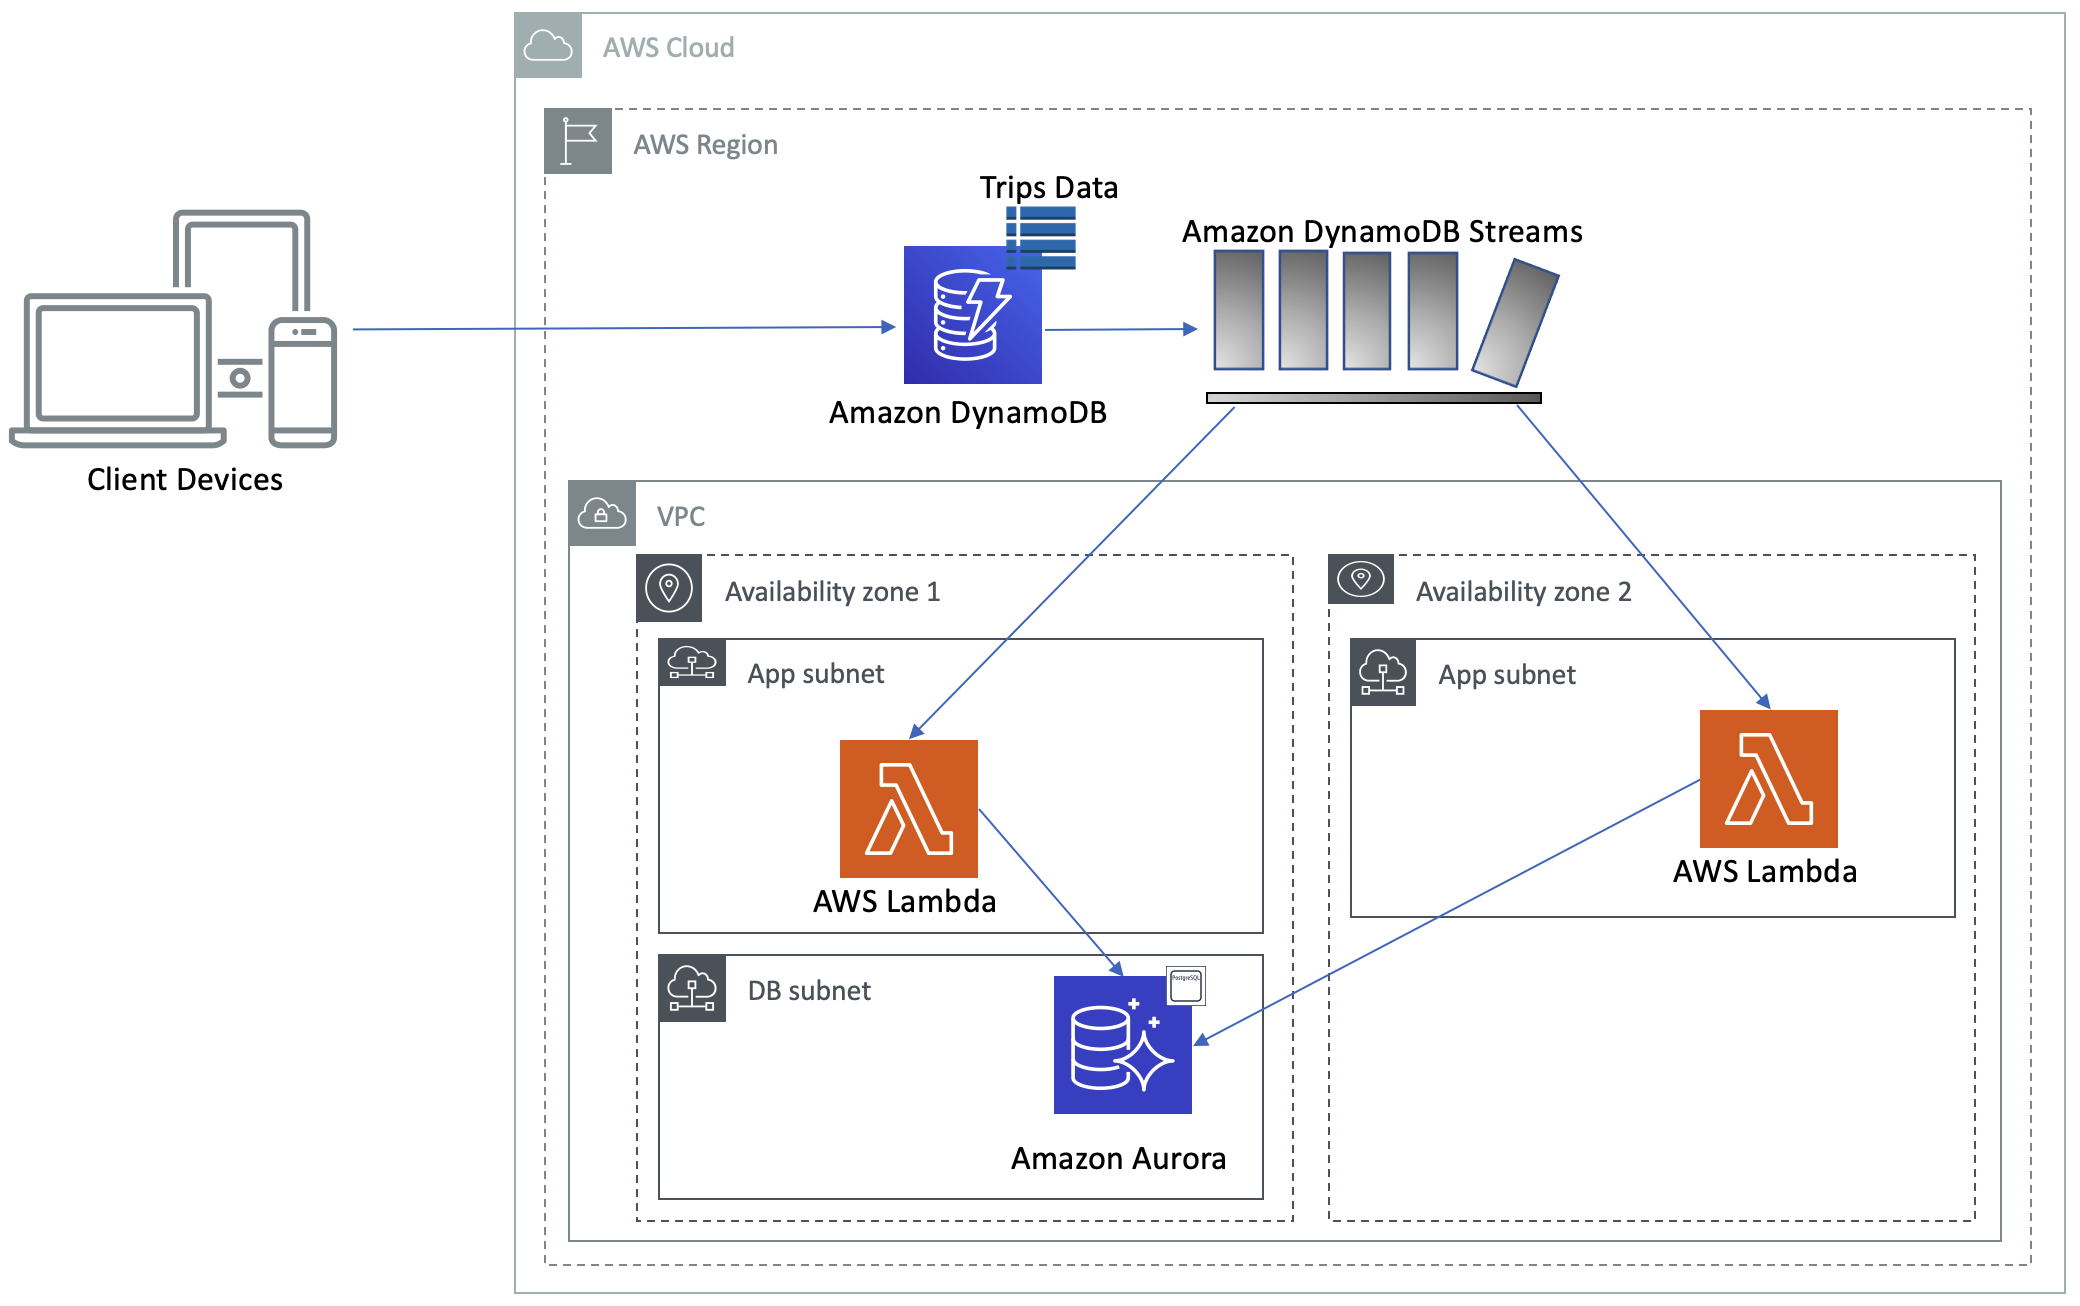 AWS Cloud
AWS Region
Trips Data
Amazon DynamoDB Streams
Amazon DynamoDB
Client Devices
VPC
Availability zone 1
Availability zone 2
App subnet
App subnet
AWS Lambda
AWS Lambda
DB subnet
PostgreSQL
Amazon Aurora